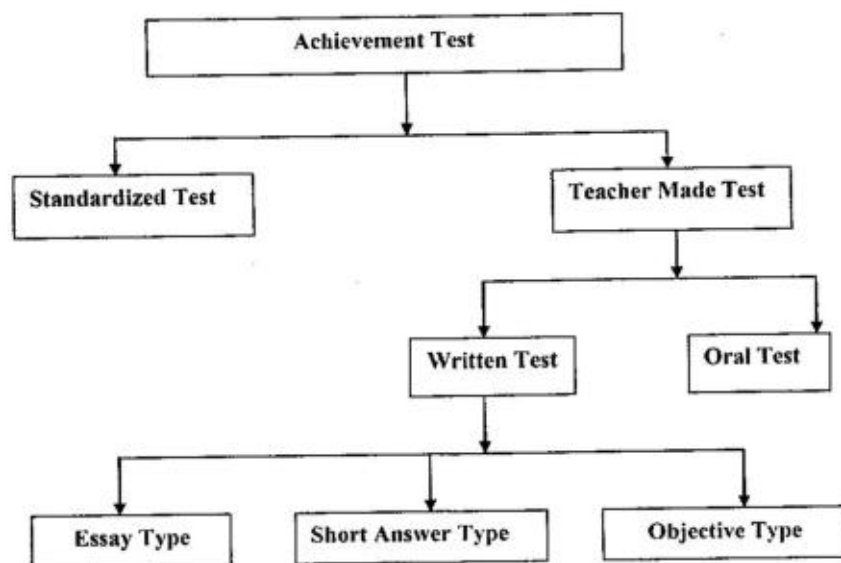 Achievement Test
Standardized Test
Teacher Made Test
Written Test
Oral Test
Essay Type
Short Answer Type
Objective Type